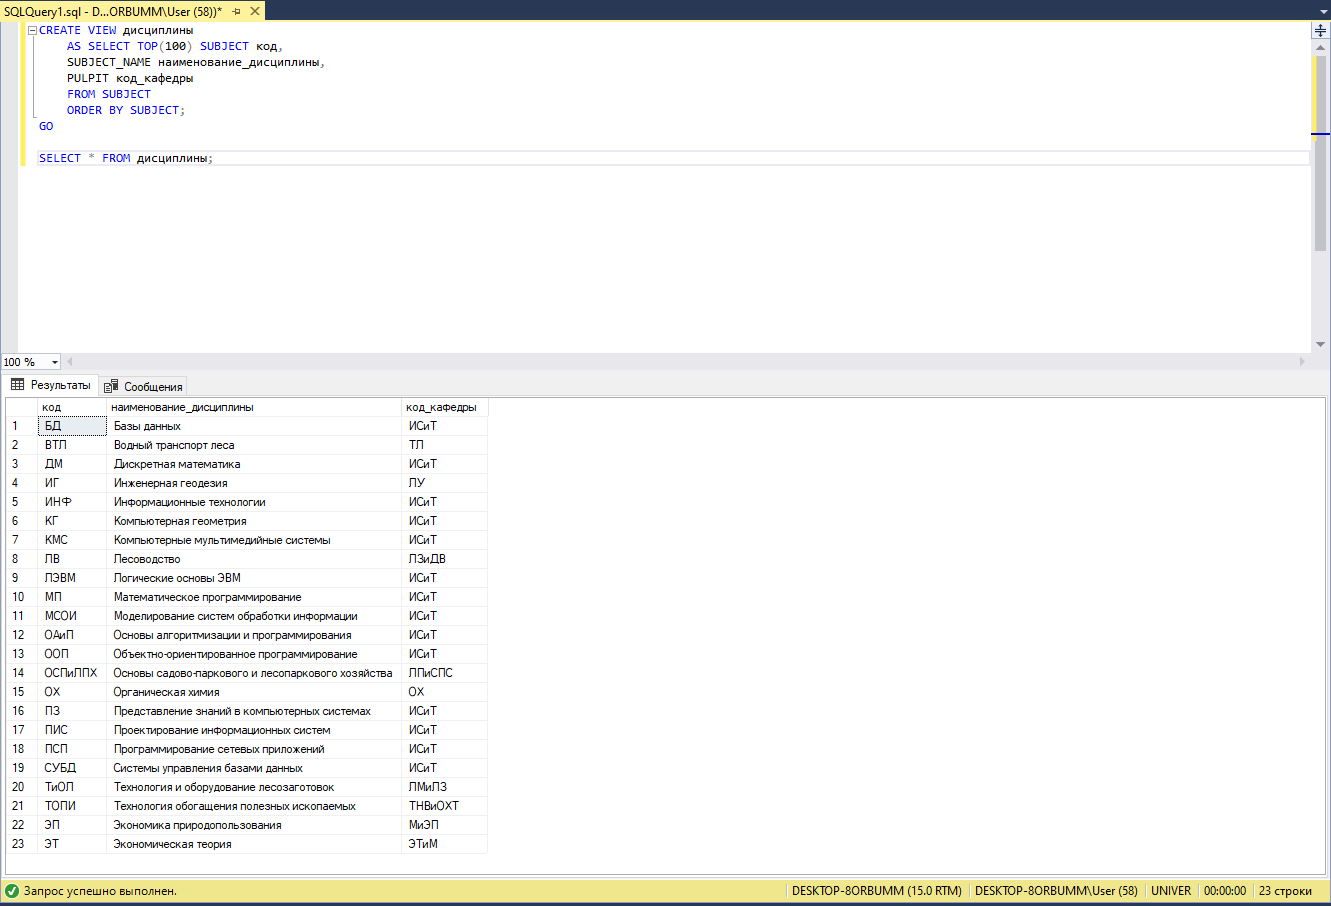 SQLQuery1.sql - D...ORBUMM\User (58))*
CREATE VIEW дисциплины
AS SELECT TOP(100) SUBJECT код,
SUBJECT_NAME наименование_дисциплины,
PULPIT код_кафедры
FROM SUBJECT
ORDER BY SUBJECT;
GO
SELECT * FROM дисциплины;
100 %
Результаты Сообщения
код наименование_дисциплины код_кафедры
1 БД Базы данных ИСиТ
2 ВТЛ Водный транспорт леса ТЛ
3 ДМ Дискретная математика ИСиТ
4 ИГ Инженерная геодезия ЛУ
5 ИНФ Информационные технологии ИСиТ
6 КГ Компьютерная геометрия ИСиТ
7 КМС Компьютерные мультимедийные системы ИСиТ
8 ЛВ Лесоводство ЛЗиДВ
9 ЛЭВМ Логические основы ЭВМ ИСиТ
10 МП Математическое программирование ИСиТ
11 МСОИ Моделирование систем обработки информации ИСиТ
12 ОАиП Основы алгоритмизации и программирования ИСиТ
13 ООП Объектно-ориентированное программирование ИСиТ
14 ОСПиЛПХ Основы садово-паркового и лесопаркового хозяйства ЛПиСПС
15 ОХ Органическая химия ОХ
16 ПЗ Представление знаний в компьютерных системах ИСиТ
17 ПИС Проектирование информационных систем ИСиТ
18 ПСП Программирование сетевых приложений ИСиТ
19 СУБД Системы управления базами данных ИСиТ
20 ТиОЛ Технология и оборудование лесозаготовок ЛМиЛЗ
21 ТОПИ Технология обогащения полезных ископаемых ТНВиОХТ
22 ЭП Экономика природопользования МиЭП
23 ЭТ Экономическая теория ЭТиМ
Запрос успешно выполнен. DESKTOP-8ORBUMM (15.0 RTM) DESKTOP-8ORBUMM\User (58) UNIVER 00:00:00 23 строки